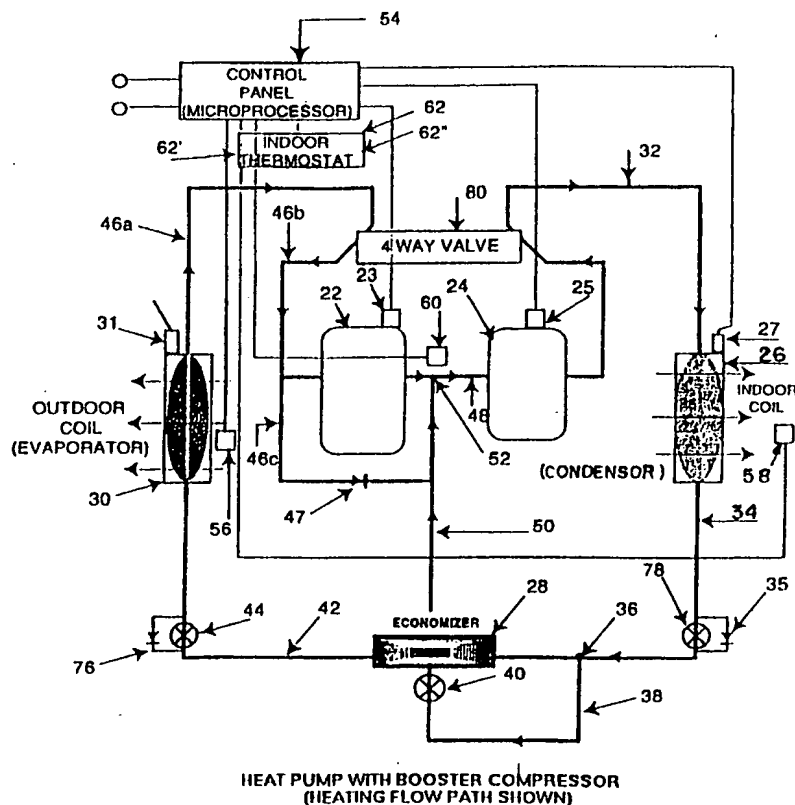 54
CONTROL
PANEL
(MICROPROCESSOR)
62
62"
INDOOR
THERMOSTAT
62'
32
46a
46b
80
4 WAY VALVE
23
22
60
24
25
31
27
26
OUTDOOR
COIL
(EVAPORATOR)
INDOOR
COIL
46c
48
52
(CONDENSOR)
58
30
56
47
50
34
44
42
ECONOMIZER
28
36
78
35
76
40
38
HEAT PUMP WITH BOOSTER COMPRESSOR
(HEATING FLOW PATH SHOWN)